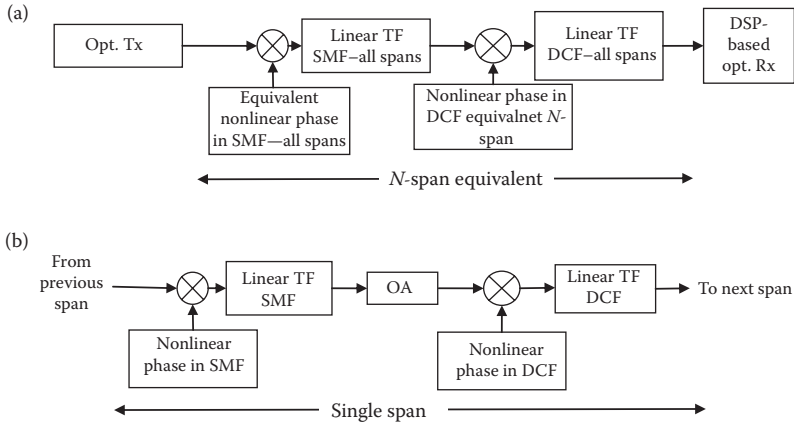 (a)
Opt. Tx
Linear TF
SMF–all spans
Linear TF
DCF–all spans
DSP-
based
opt. Rx
Equivalent
nonlinear phase
in SMF—all spans
Nonlinear phase in
DCF equivalnet N-
span
N-span equivalent
(b)
From
previous
span
Linear TF
SMF
OA
Linear TF
DCF
To next span
Nonlinear
phase in SMF
Nonlinear
phase in DCF
Single span